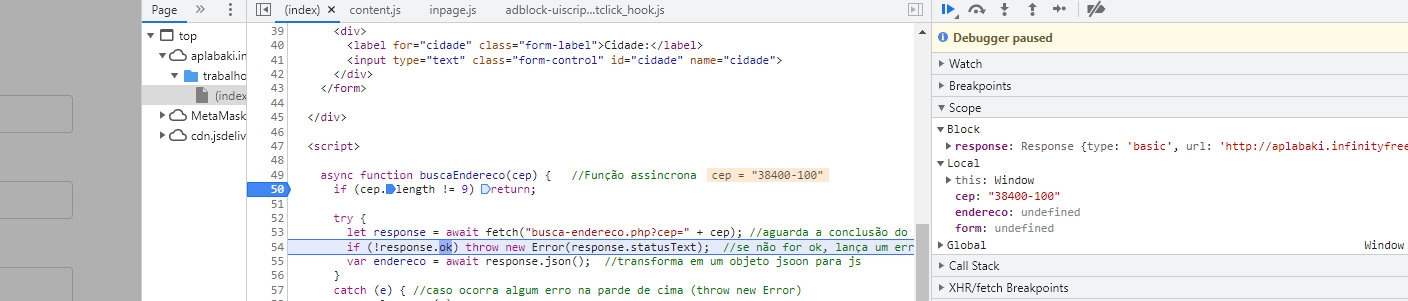 Page
(index)
content.js
inpage.js
adblock-uiscrip…tclick_hook.js
top
aplabaki.in
trabalho
(index
MetaMask
cdn.jsdeliv
39 <div>
40 <label for="cidade" class="form-label">Cidade:</label>
41 <input type="text" class="form-control" id="cidade" name="cidade">
42 </div>
43 </form>
44
45 </div>
46
47 <script>
48
49 async function buscaEndereco(cep) { //Função assincrona cep = "38400-100"
50 if (cep.length != 9) return;
51
52 try {
53 let response = await fetch("busca-endereco.php?cep=" + cep); //aguarda a conclusão do
54 if (!response.ok) throw new Error(response.statusText); //se não for ok, lança um err
55 var endereco = await response.json(); //transforma em um objeto jsoon para js
56 }
57 catch (e) { //caso ocorra algum erro na parde de cima (throw new Error)
Debugger paused
Watch
Breakpoints
Scope
Block
response: Response {type: 'basic', url: 'http://aplabaki.infinityfree
Local
this: Window
cep: "38400-100"
endereco: undefined
form: undefined
Global Window
Call Stack
XHR/fetch Breakpoints